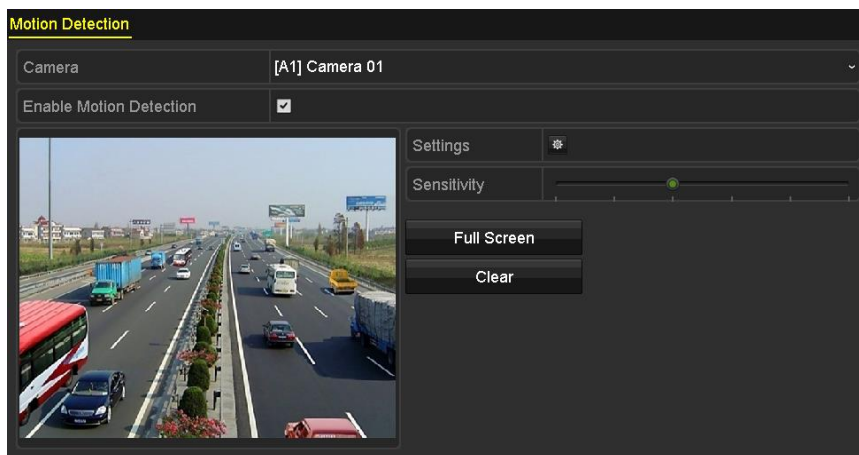 Motion Detection
Camera [A1] Camera 01
Enable Motion Detection
Settings
Sensitivity
Full Screen
Clear